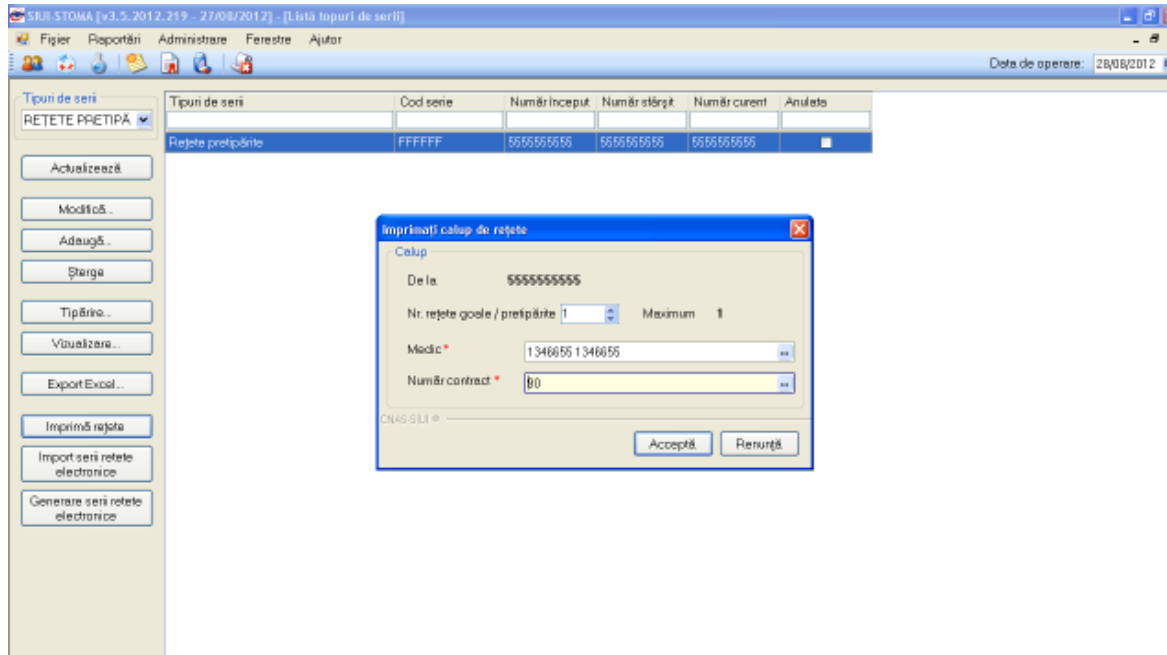 SIUI-STOMA [v3.5.2012.219 - 27/08/2012] - [Listă topuri de serii]
Fișier Raportări Administrare Ferestre Ajutor
Data de operare: 28/08/2012
Tipuri de serii
REȚETE PRETIPĂ
Tipuri de serii Cod serie Număr început Număr sfârșit Număr curent Anulata
Rețete pretipărite FFFFFF 5555555555 5555555555 5555555555
Actualizează
Modifică..
Adaugă..
Șterge
Tipărire...
Vizualizare...
Export Excel...
Imprimă rețete
Import serii retete
electronice
Generare serii retete
electronice
Imprimați calup de rețete
Calup
De la 5555555555
Nr. rețete goale / pretipărite 1 Maximum 1
Medic * 1346655 1346655
Număr contract * 90
CNAS-SIUI ©
Acceptă Renunță